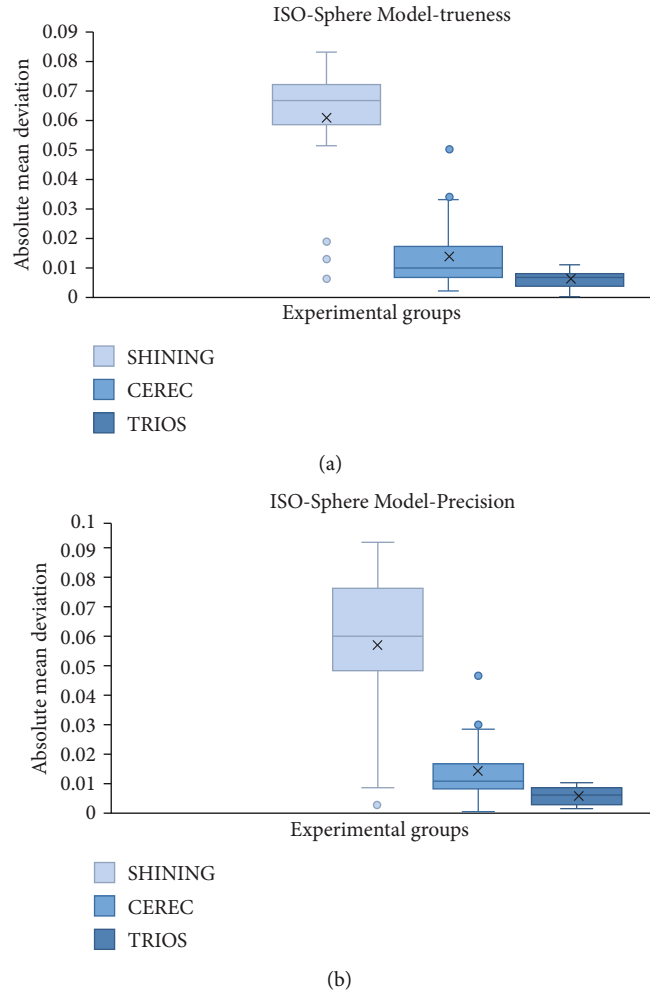 ISO-Sphere Model-trueness
Absolute mean deviation
0.09
0.08
0.07
0.06
0.05
0.04
0.03
0.02
0.01
0
Experimental groups
SHINING
CEREC
TRIOS
(a)
ISO-Sphere Model-Precision
Absolute mean deviation
0.1
0.09
0.08
0.07
0.06
0.05
0.04
0.03
0.02
0.01
0
Experimental groups
SHINING
CEREC
TRIOS
(b)